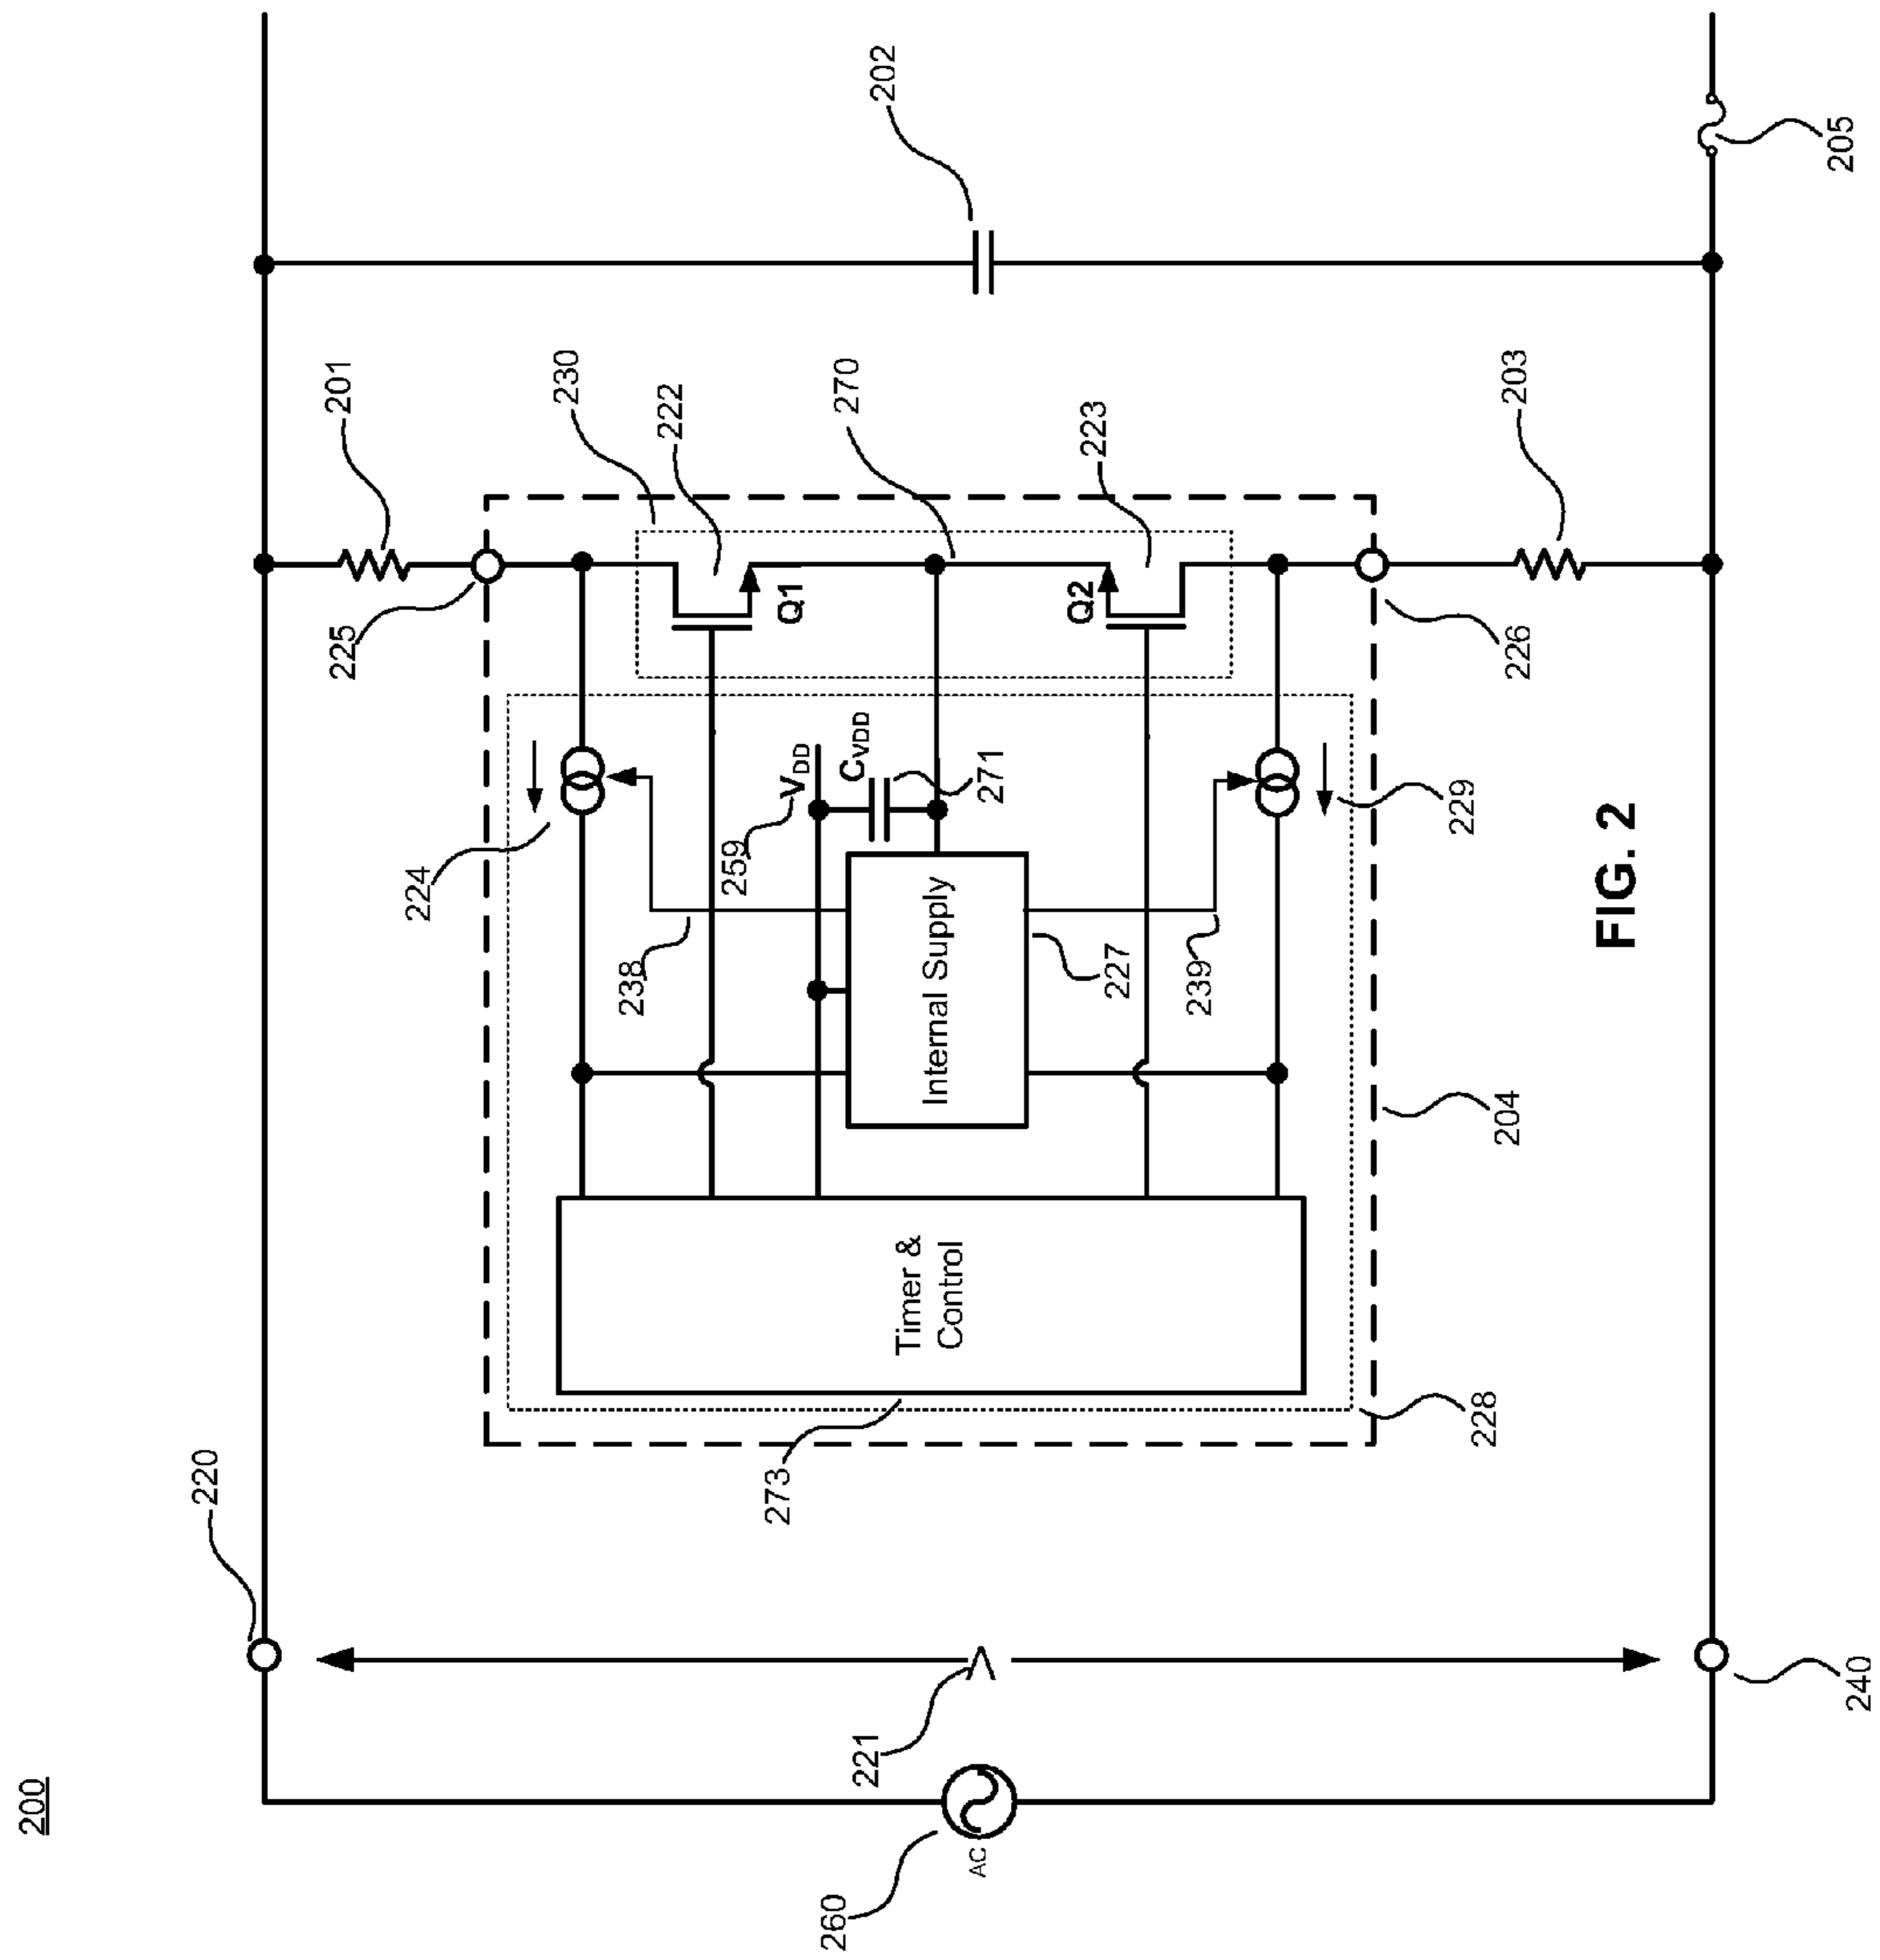 200
220
225
201
224
230
238
222
259
273
VDD
Q1
260
CVDD
270
221
202
Timer &
Control
Internal Supply
AC
V
271
Q2
223
227
239
229
228
204
226
203
FIG. 2
240
205